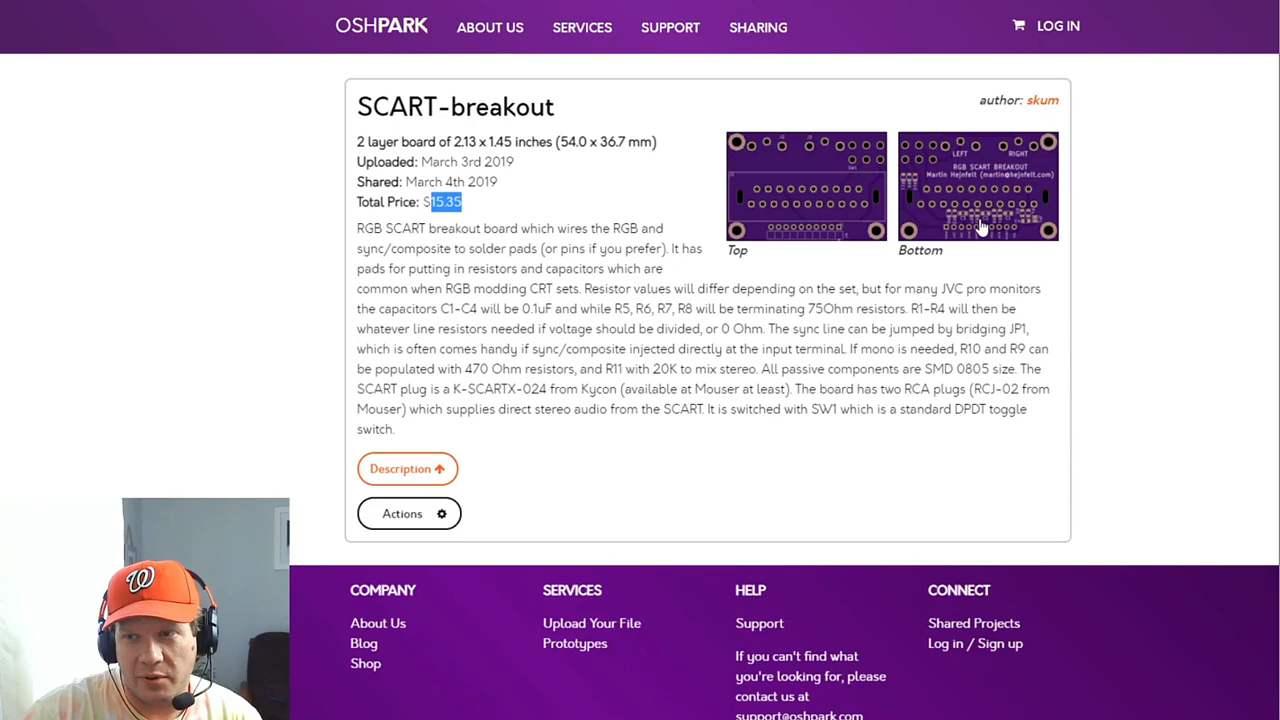 OSHPARK ABOUT US SERVICES SUPPORT SHARING LOG IN
SCART-breakout
author: skum
2 layer board of 2.13 x 1.45 inches (54.0 x 36.7 mm)
Uploaded: March 3rd 2019
Shared: March 4th 2019
Total Price: $15.35
LEFT RIGHT
RGB SCART BREAKOUT
Martin Hejnfelt (martin@hejnfelt.com)
Top
Bottom
RGB SCART breakout board which wires the RGB and
sync/composite to solder pads (or pins if you prefer). It has
pads for putting in resistors and capacitors which are
common when RGB modding CRT sets. Resistor values will differ depending on the set, but for many JVC pro monitors
the capacitors C1-C4 will be 0.1uF and while R5, R6, R7, R8 will be terminating 75Ohm resistors. R1-R4 will then be
whatever line resistors needed if voltage should be divided, or 0 Ohm. The sync line can be jumped by bridging JP1,
which is often comes handy if sync/composite injected directly at the input terminal. If mono is needed, R10 and R9 can
be populated with 470 Ohm resistors, and R11 with 20K to mix stereo. All passive components are SMD 0805 size. The
SCART plug is a K-SCARTX-024 from Kycon (available at Mouser at least). The board has two RCA plugs (RCJ-02 from
Mouser) which supplies direct stereo audio from the SCART. It is switched with SW1 which is a standard DPDT toggle
switch.
Description
Actions
COMPANY
About Us
Blog
Shop
SERVICES
Upload Your File
Prototypes
HELP
Support
If you can't find what
you're looking for, please
contact us at
support@oshpark.com
CONNECT
Shared Projects
Log in / Sign up
W